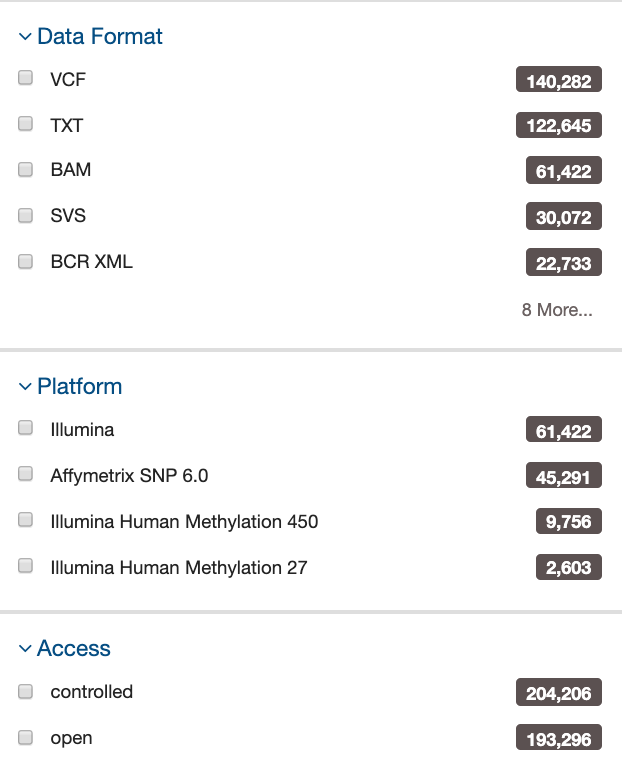 Data Format
VCF 140,282
TXT 122,645
BAM 61,422
SVS 30,072
BCR XML 22,733
8 More...
Platform
Illumina 61,422
Affymetrix SNP 6.0 45,291
Illumina Human Methylation 450 9,756
Illumina Human Methylation 27 2,603
Access
controlled 204,206
open 193,296